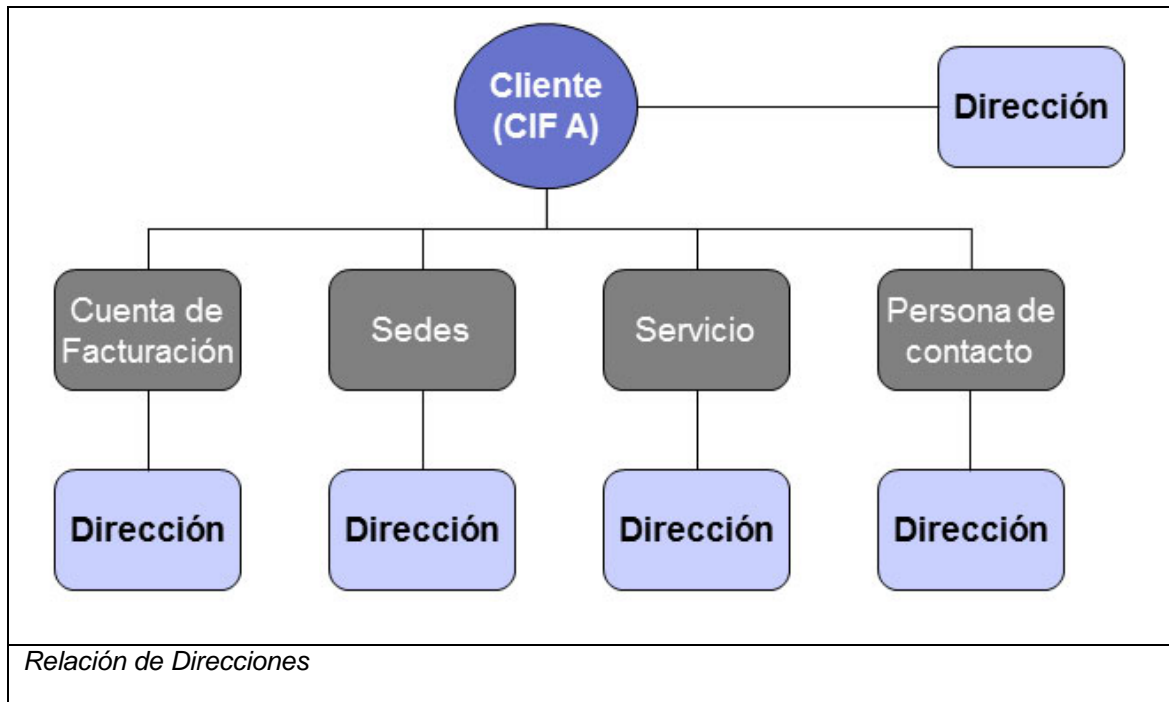 Cliente
(CIF A)
Dirección
Cuenta de
Facturación
Sedes
Servicio
Persona de
contacto
Dirección
Dirección
Dirección
Dirección
Relación de Direcciones